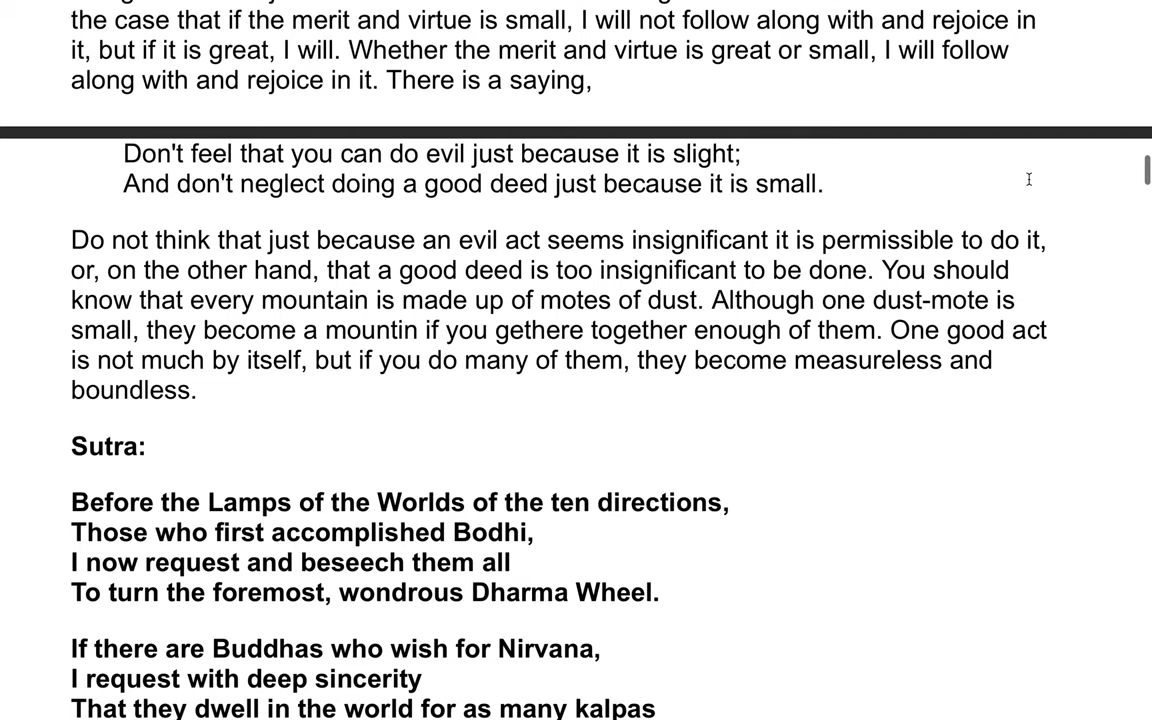 the case that if the merit and virtue is small, I will not follow along with and rejoice in
it, but if it is great, I will. Whether the merit and virtue is great or small, I will follow
along with and rejoice in it. There is a saying,
Don't feel that you can do evil just because it is slight;
And don't neglect doing a good deed just because it is small.
Do not think that just because an evil act seems insignificant it is permissible to do it,
or, on the other hand, that a good deed is too insignificant to be done. You should
know that every mountain is made up of motes of dust. Although one dust-mote is
small, they become a mountin if you gethere together enough of them. One good act
is not much by itself, but if you do many of them, they become measureless and
boundless.
Sutra:
Before the Lamps of the Worlds of the ten directions,
Those who first accomplished Bodhi,
I now request and beseech them all
To turn the foremost, wondrous Dharma Wheel.
If there are Buddhas who wish for Nirvana,
I request with deep sincerity
That they dwell in the world for as many kalpas